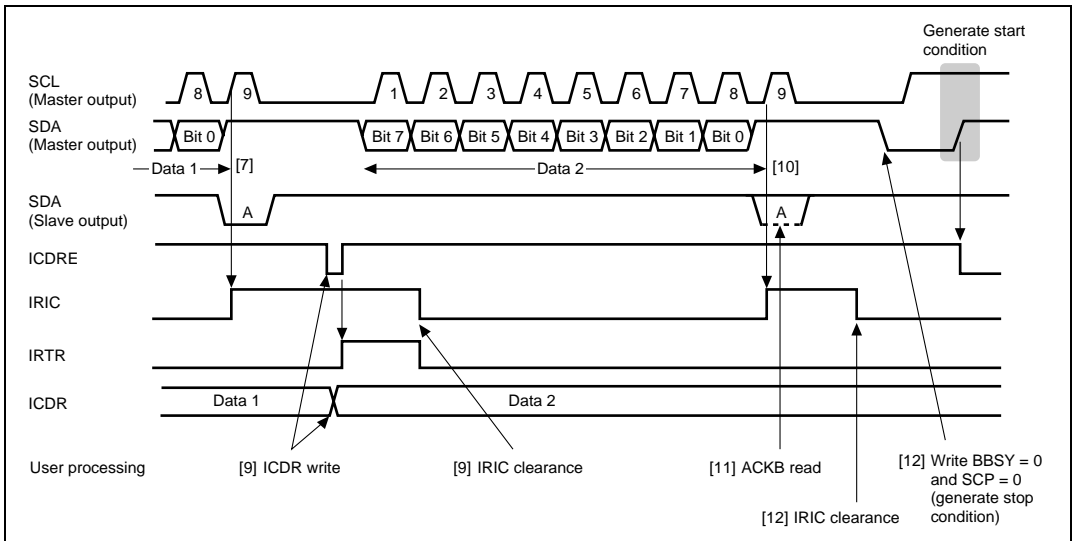 Generate start
condition
SCL
(Master output)
8 9 1 2 3 4 5 6 7 8 9
SDA
(Master output)
Bit 0 Bit 7 Bit 6 Bit 5 Bit 4 Bit 3 Bit 2 Bit 1 Bit 0
Data 1 [7] Data 2 [10]
SDA
(Slave output)
A A
ICDRE
IRIC
IRTR
ICDR
Data 1 Data 2
User processing
[9] ICDR write
[9] IRIC clearance
[11] ACKB read
[12] Write BBSY = 0
and SCP = 0
(generate stop
condition)
[12] IRIC clearance